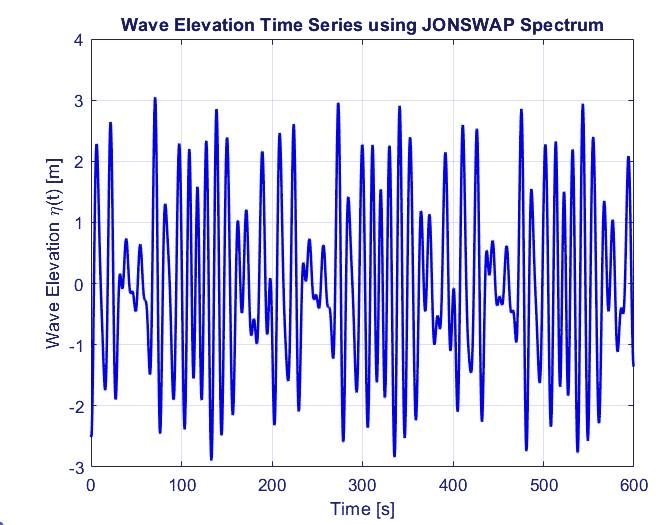 Wave Elevation Time Series using JONSWAP Spectrum
4
3
2
1
0
-1
-2
-3
Wave Elevation η(t) [m]
0 100 200 300 400 500 600
Time [s]